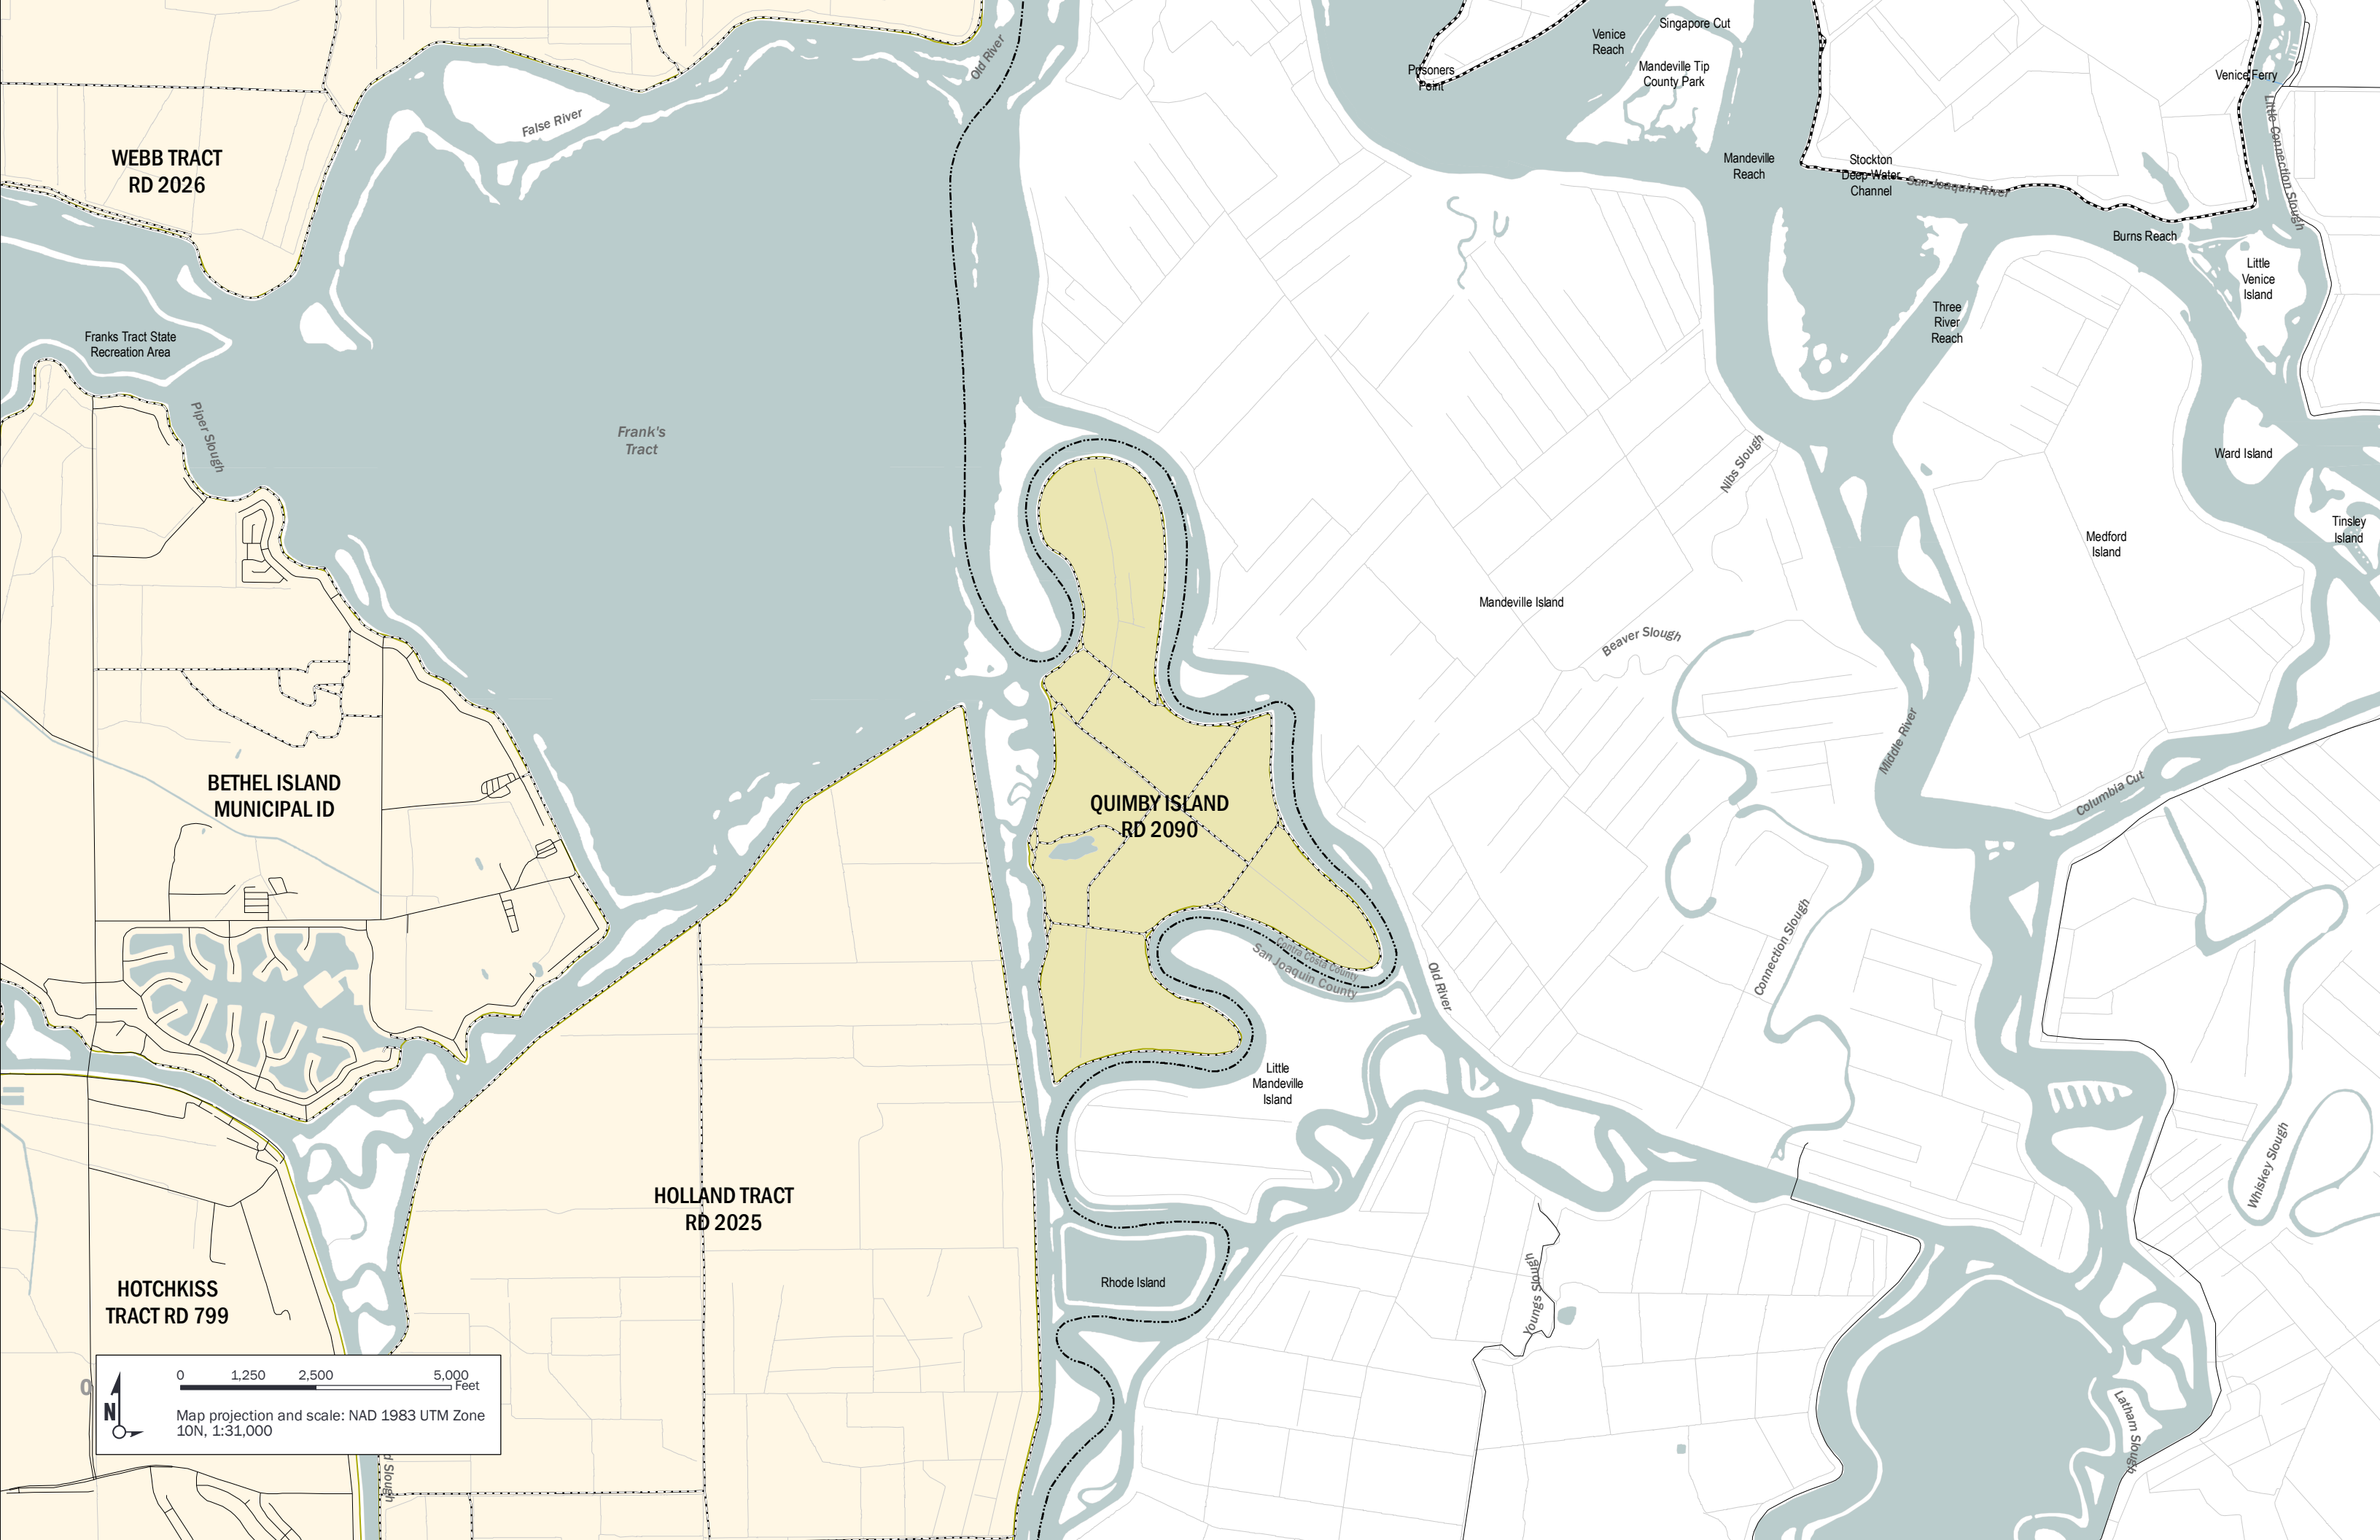 Singapore Cut
Venice
Reach
Old River
Prisoners
Point
Mandeville Tip
County Park
Venice Ferry
Little Connection Slough
False River
WEBB TRACT
RD 2026
Mandeville
Reach
Stockton
Deep Water
Channel
San Joaquin River
Burns Reach
Little
Venice
Island
Three
River
Reach
Franks Tract State
Recreation Area
Piper Slough
Frank's
Tract
Nibs Slough
Ward Island
Tinsley
Island
Medford
Island
Mandeville Island
Beaver Slough
Middle River
BETHEL ISLAND
MUNICIPAL ID
QUIMBY ISLAND
RD 2090
Columbia Cut
Connection Slough
Contra Costa County
San Joaquin County
Old River
Little
Mandeville
Island
Whiskey Slough
HOLLAND TRACT
RD 2025
Youngs Slough
Rhode Island
HOTCHKISS
TRACT RD 799
Latham Slough
0
0 1,250 2,500 5,000
Feet
N
Map projection and scale: NAD 1983 UTM Zone
10N, 1:31,000
d Slough